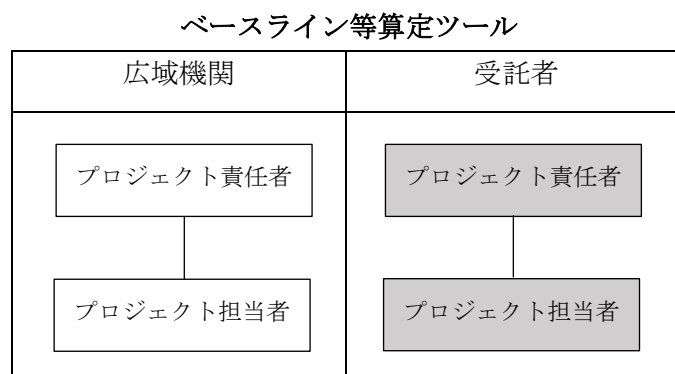 ベースライン等算定ツール
広域機関
受託者
プロジェクト責任者
プロジェクト責任者
プロジェクト担当者
プロジェクト担当者